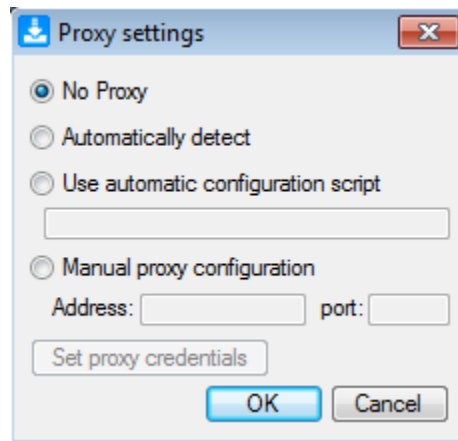 Proxy settings
No Proxy
Automatically detect
Use automatic configuration script
Manual proxy configuration
Address: port:
Set proxy credentials
OK Cancel